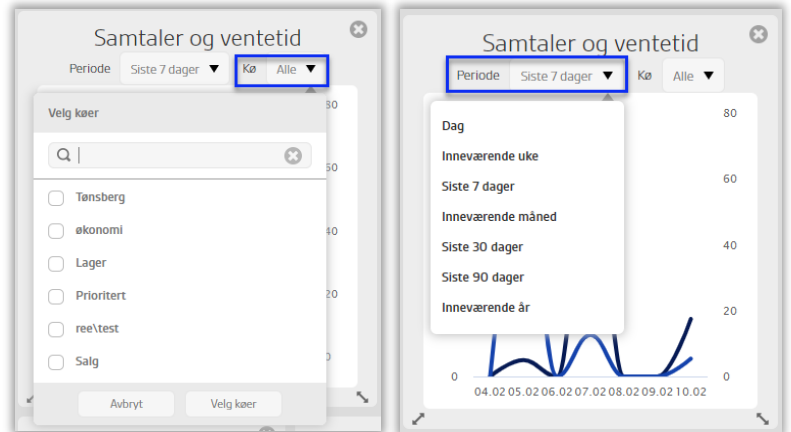 Samtaler og ventetid
Periode Siste 7 dager Kø Alle
Velg køer
Tønsberg
økonomi
Lager
Prioritert
ree\test
Salg
Avbryt Velg køer
80
60
40
20
0
Samtaler og ventetid
Periode Siste 7 dager Kø Alle
Dag
Inneværende uke
Siste 7 dager
Inneværende måned
Siste 30 dager
Siste 90 dager
Inneværende år
80
60
40
20
0 0
04.02 05.02 06.02 07.02 08.02 09.02 10.02